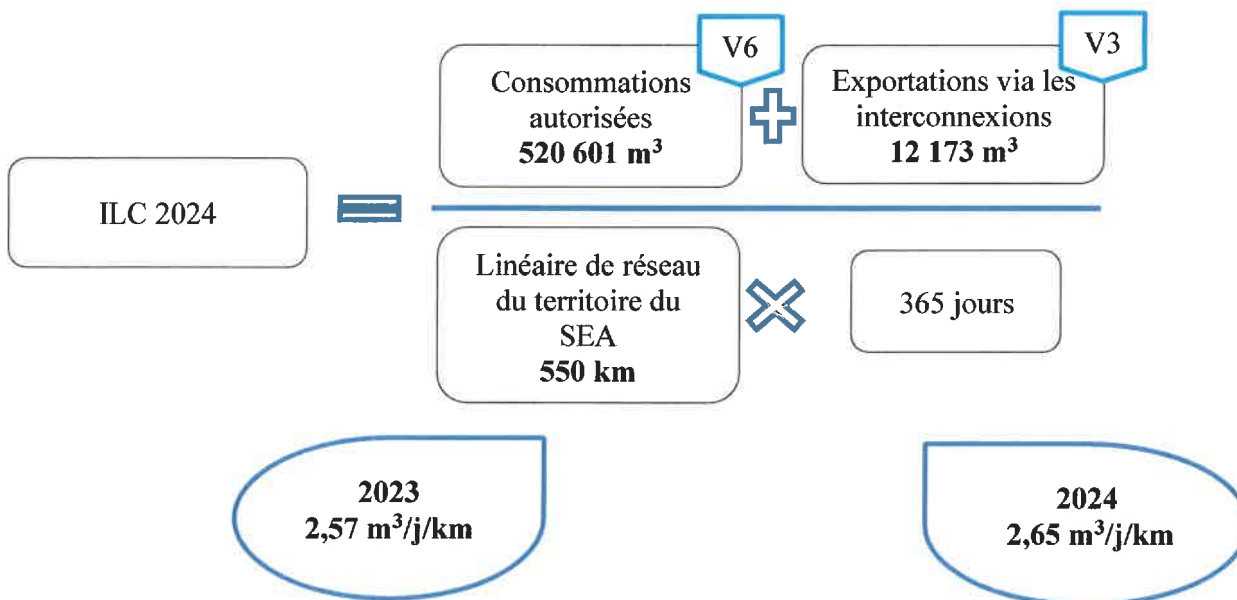 V6
Consommations
autorisées
520 601 m³
V3
Exportations via les
interconnexions
12 173 m³
ILC 2024
Linéaire de réseau
du territoire du
SEA
550 km
365 jours
2023
2,57 m³/j/km
2024
2,65 m³/j/km